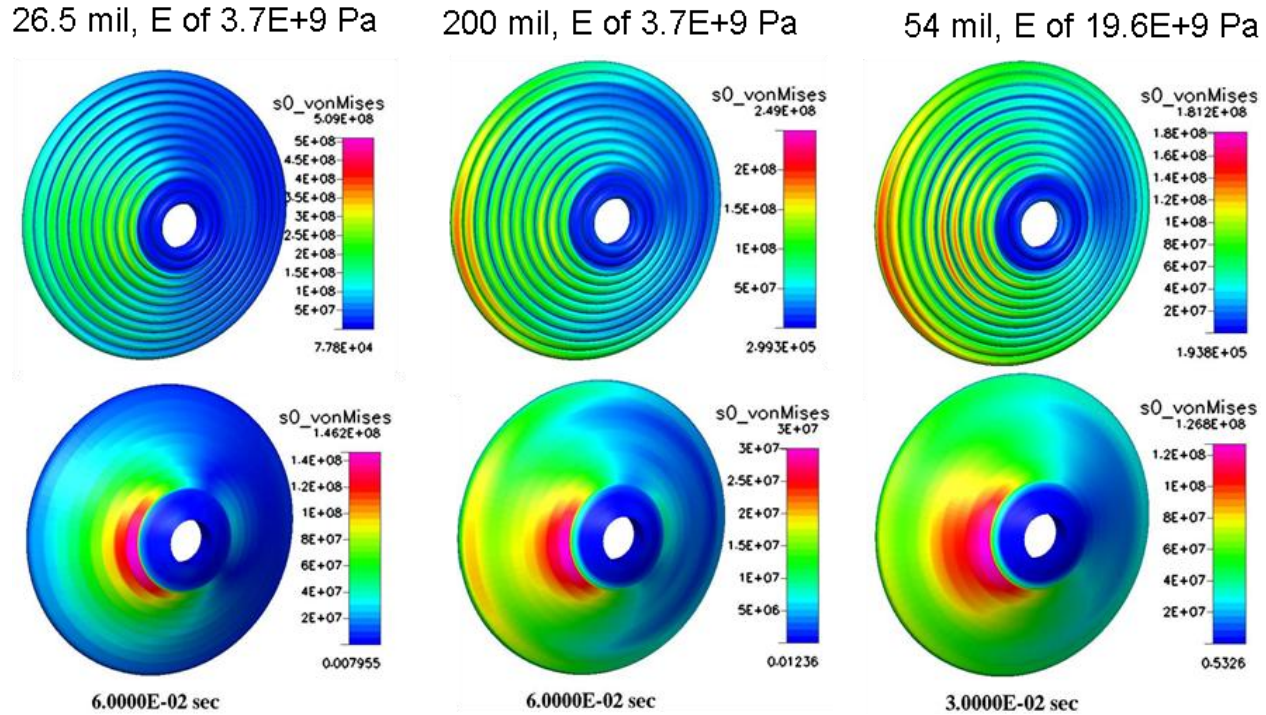 26.5 mil, E of 3.7E+9 Pa
200 mil, E of 3.7E+9 Pa
54 mil, E of 19.6E+9 Pa
s0_vonMises
5.09E+08
5E+08
4.5E+08
4E+08
3.5E+08
3E+08
2.5E+08
2E+08
1.5E+08
1E+08
5E+07
7.78E+04
s0_vonMises
2.49E+08
2E+08
1.5E+08
1E+08
5E+07
2.993E+05
s0_vonMises
1.812E+08
1.8E+08
1.6E+08
1.4E+08
1.2E+08
1E+08
8E+07
6E+07
4E+07
2E+07
1.938E+05
s0_vonMises
1.462E+08
1.4E+08
1.2E+08
1E+08
8E+07
6E+07
4E+07
2E+07
0.007955
s0_vonMises
3E+07
3E+07
2.5E+07
2E+07
1.5E+07
1E+07
5E+06
0.01236
s0_vonMises
1.268E+08
1.2E+08
1E+08
8E+07
6E+07
4E+07
2E+07
0.5326
6.0000E-02 sec
6.0000E-02 sec
3.0000E-02 sec